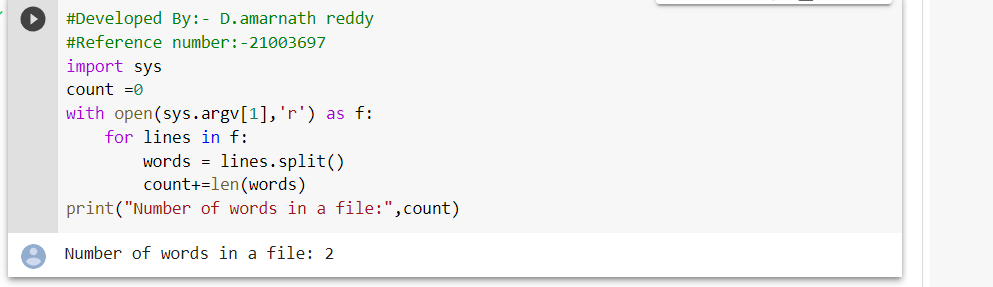 #Developed By:- D.amarnath reddy
#Reference number:-21003697
import sys
count =0
with open(sys.argv[1],'r') as f:
    for lines in f:
        words = lines.split()
        count+=len(words)
print("Number of words in a file:",count)
Number of words in a file: 2